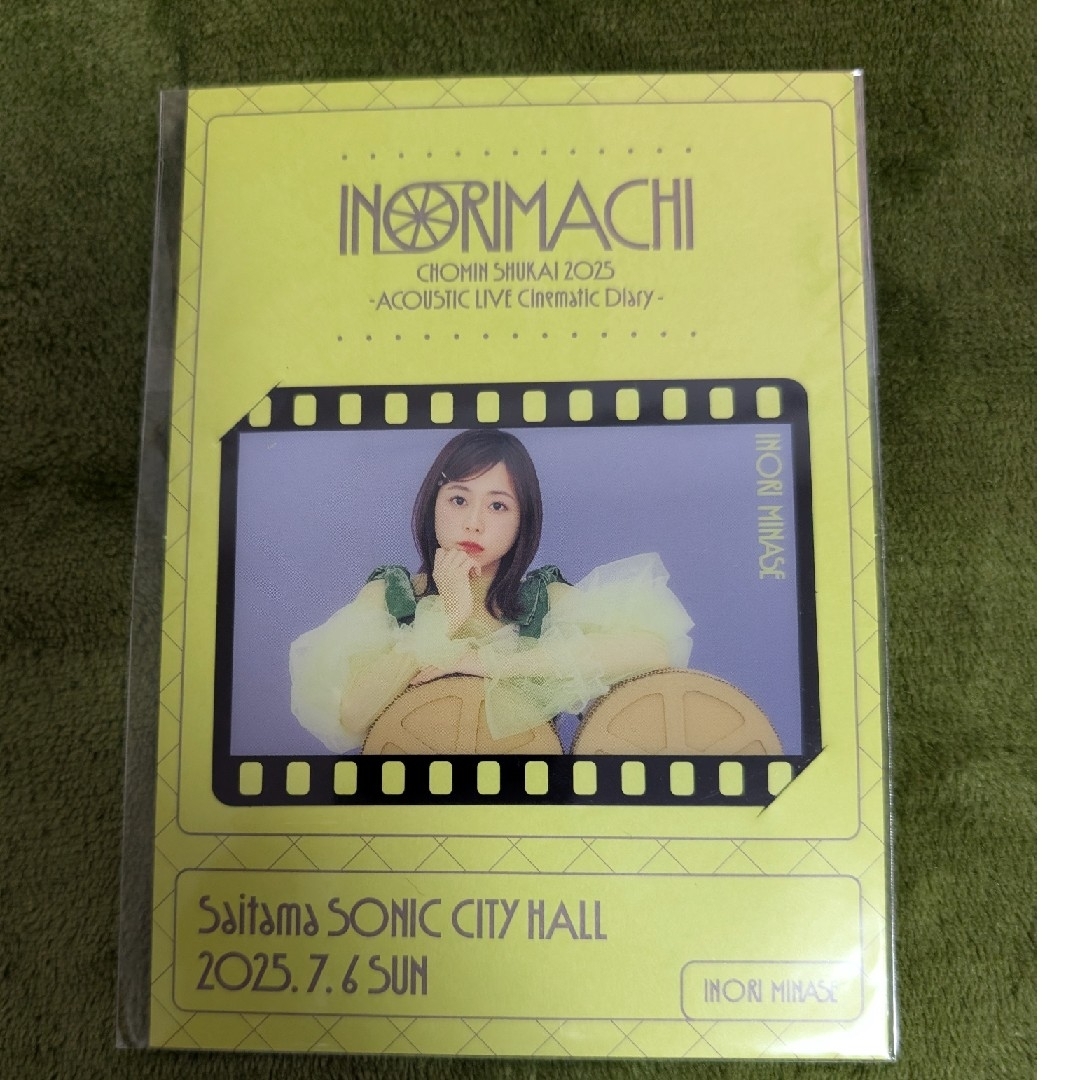 INORIMACHI
CHOMIN SHUKAI 2025
-ACOUSTIC LIVE Cinematic Diary-
INORI MINASE
Saitama SONIC CITY HALL
2025.7.6 SUN
INORI MINASE